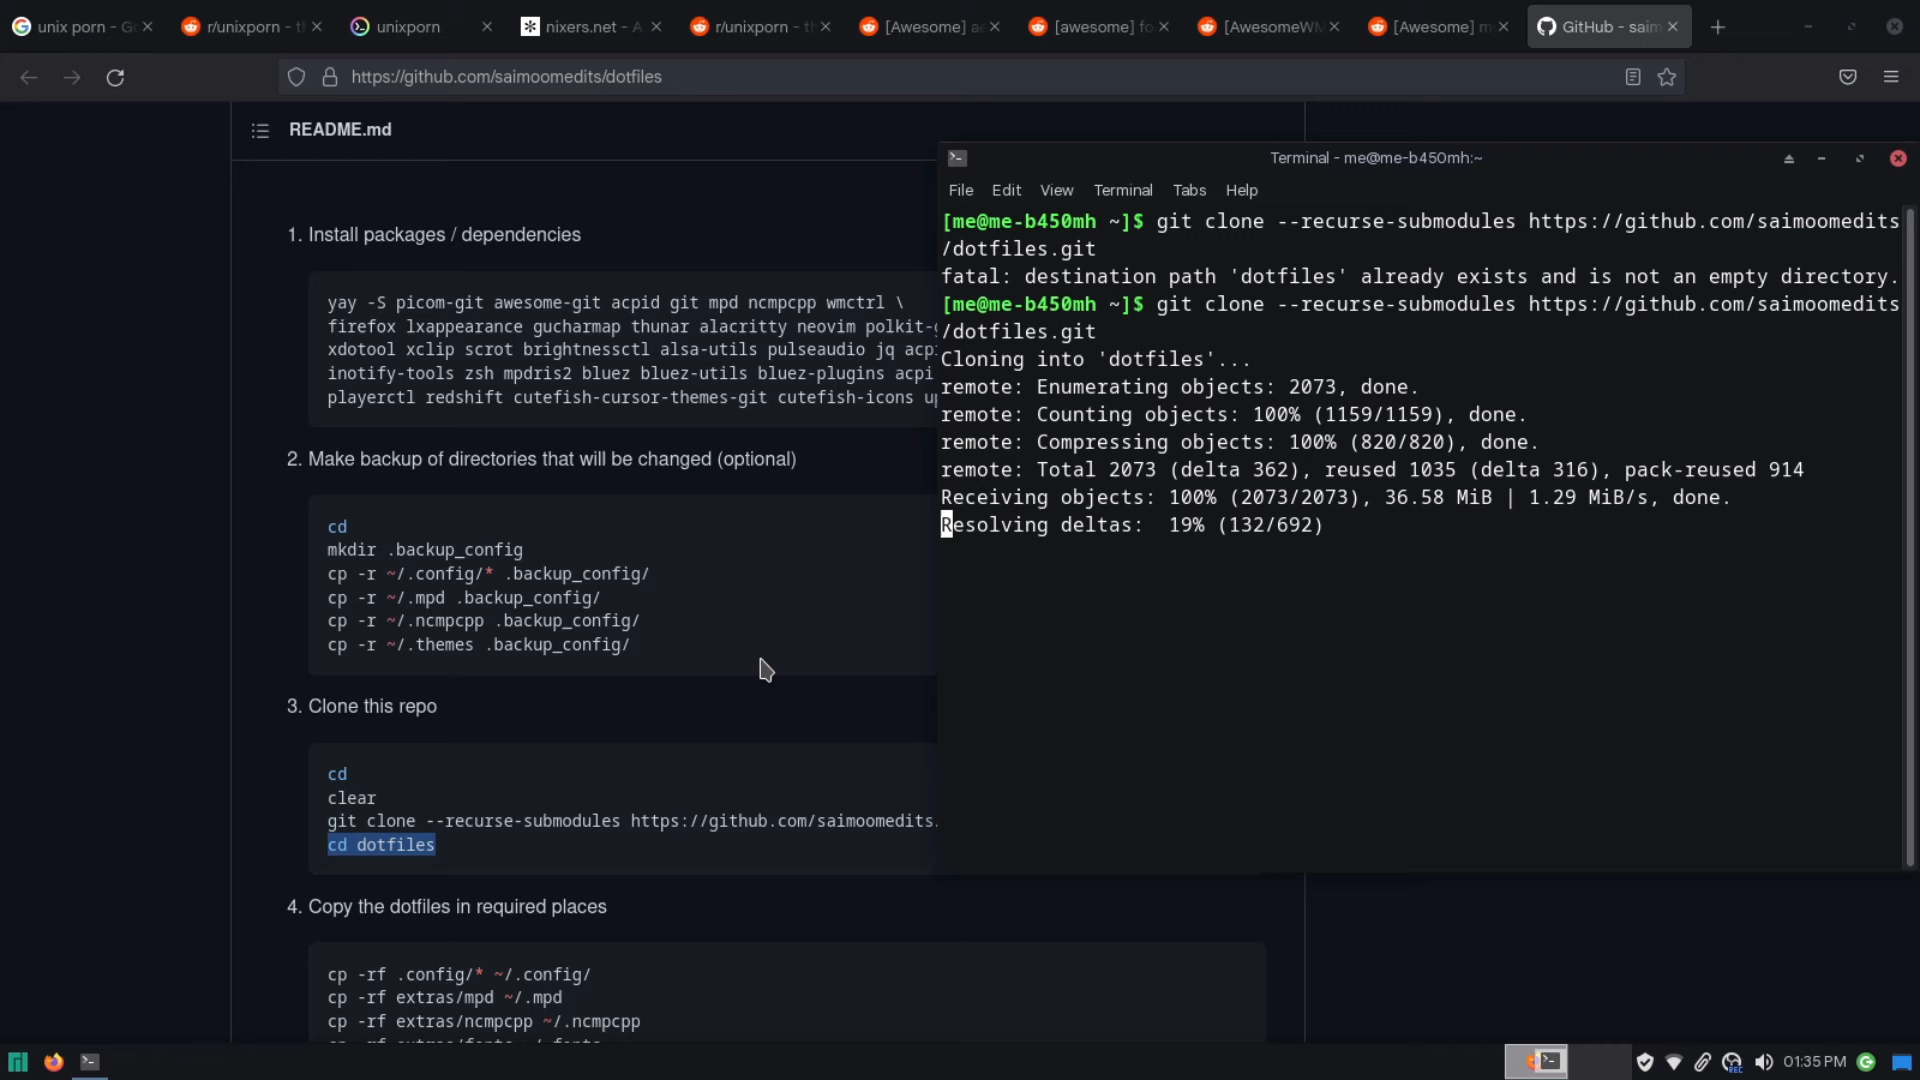 unix porn - G
r/unixporn - t
unixporn
nixers.net - A
r/unixporn - t
[Awesome] a
[awesome] fo
[AwesomeWM
[Awesome] m
GitHub - saim
https://github.com/saimoomedits/dotfiles
README.md
1. Install packages / dependencies
yay -S picom-git awesome-git acpid git mpd ncmpcpp wmctrl \
firefox lxappearance gucharmap thunar alacritty neovim polkit-g
xdotool xclip scrot brightnessctl alsa-utils pulseaudio jq acpi
inotify-tools zsh mpdris2 bluez bluez-utils bluez-plugins acpi
playerctl redshift cutefish-cursor-themes-git cutefish-icons up
2. Make backup of directories that will be changed (optional)
cd
mkdir .backup_config
cp -r ~/.config/* .backup_config/
cp -r ~/.mpd .backup_config/
cp -r ~/.ncmpcpp .backup_config/
cp -r ~/.themes .backup_config/
3. Clone this repo
cd
clear
git clone --recurse-submodules https://github.com/saimoomedits.
cd dotfiles
4. Copy the dotfiles in required places
cp -rf .config/* ~/.config/
cp -rf extras/mpd ~/.mpd
cp -rf extras/ncmpcpp ~/.ncmpcpp
Terminal - me@me-b450mh:~
File Edit View Terminal Tabs Help
[me@me-b450mh ~]$ git clone --recurse-submodules https://github.com/saimoomedits
/dotfiles.git
fatal: destination path 'dotfiles' already exists and is not an empty directory.
[me@me-b450mh ~]$ git clone --recurse-submodules https://github.com/saimoomedits
/dotfiles.git
Cloning into 'dotfiles'...
remote: Enumerating objects: 2073, done.
remote: Counting objects: 100% (1159/1159), done.
remote: Compressing objects: 100% (820/820), done.
remote: Total 2073 (delta 362), reused 1035 (delta 316), pack-reused 914
Receiving objects: 100% (2073/2073), 36.58 MiB | 1.29 MiB/s, done.
Resolving deltas:  19% (132/692)
REC
01:35 PM